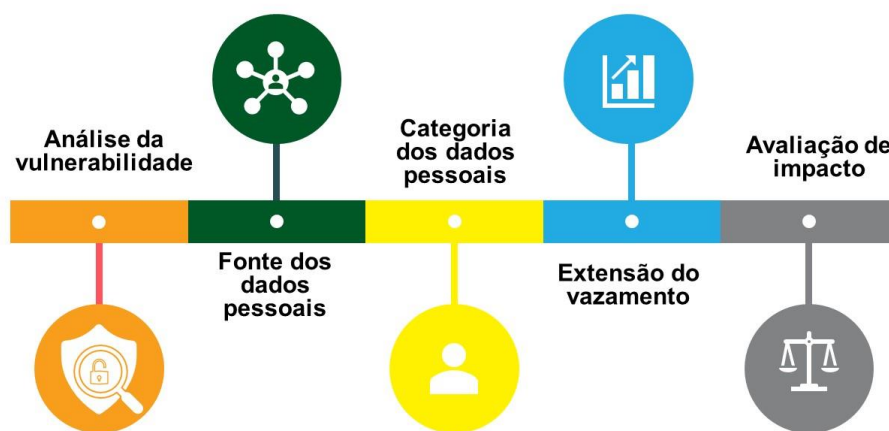 Análise da
vulnerabilidade
Fonte dos
dados
pessoais
Categoria
dos dados
pessoais
Extensão do
vazamento
Avaliação de
impacto